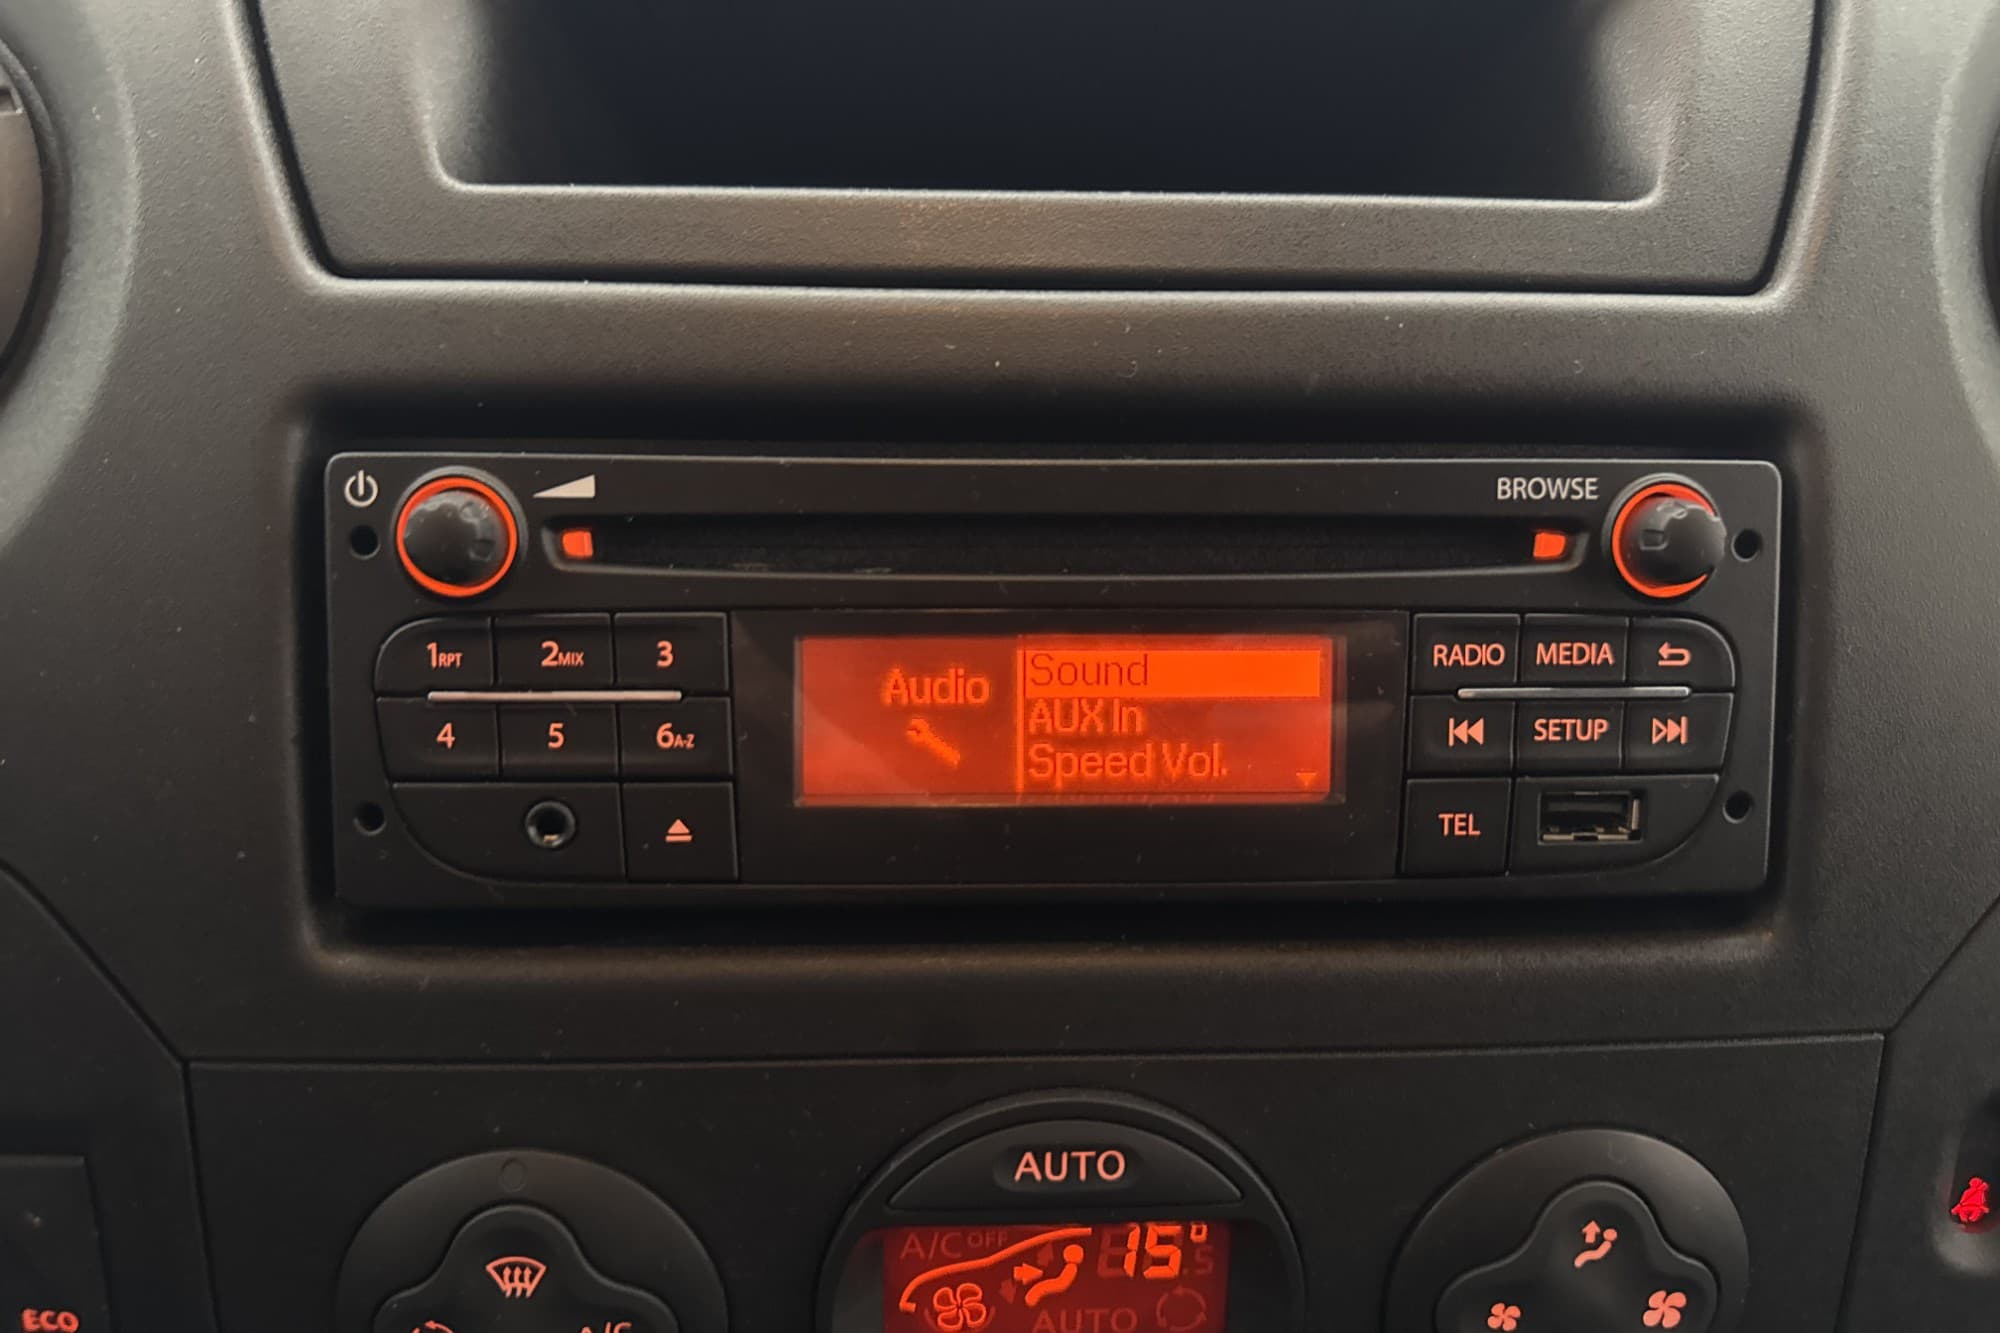 BROWSE
1RPT 2MIX 3
4 5 6A-Z
Audio
Sound
AUX In
Speed Vol.
RADIO MEDIA
SETUP
TEL
AUTO
A/C OFF
15°
AUTO
A/C
ECO